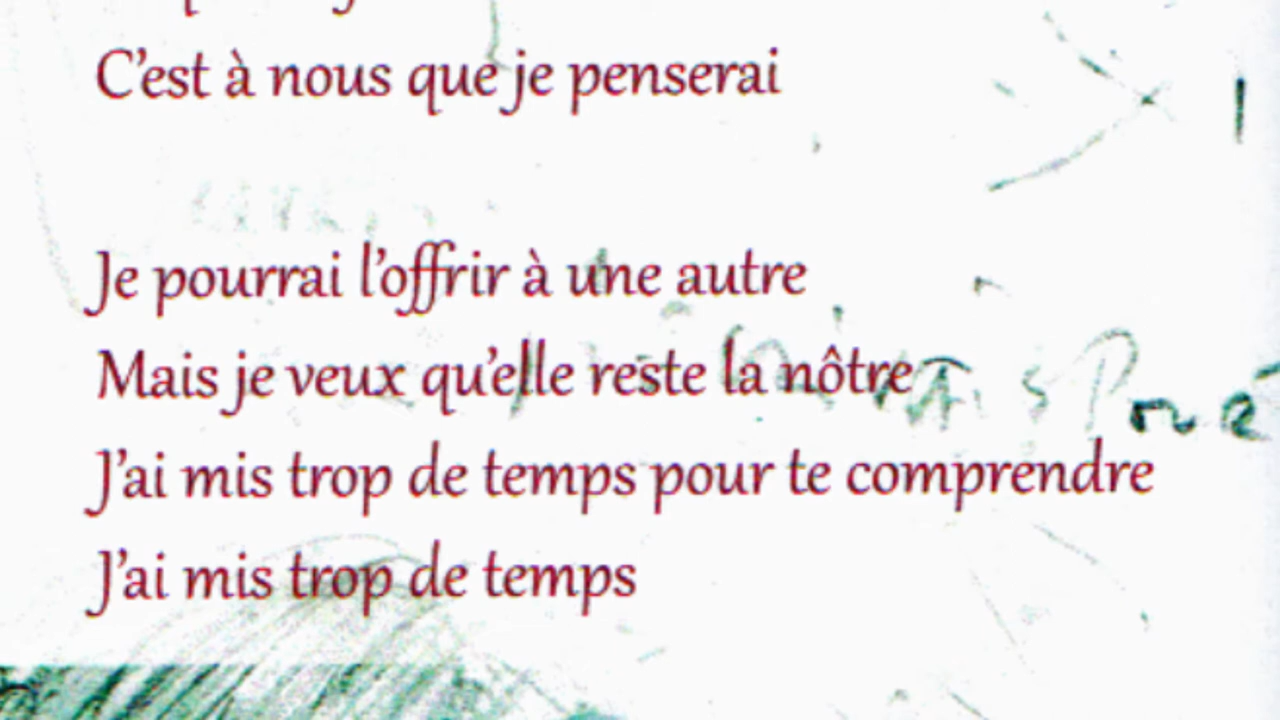 C'est à nous que je penserai
Je pourrai l'offrir à une autre
Mais je veux qu'elle reste la nôtre
J'ai mis trop de temps pour te comprendre
J'ai mis trop de temps